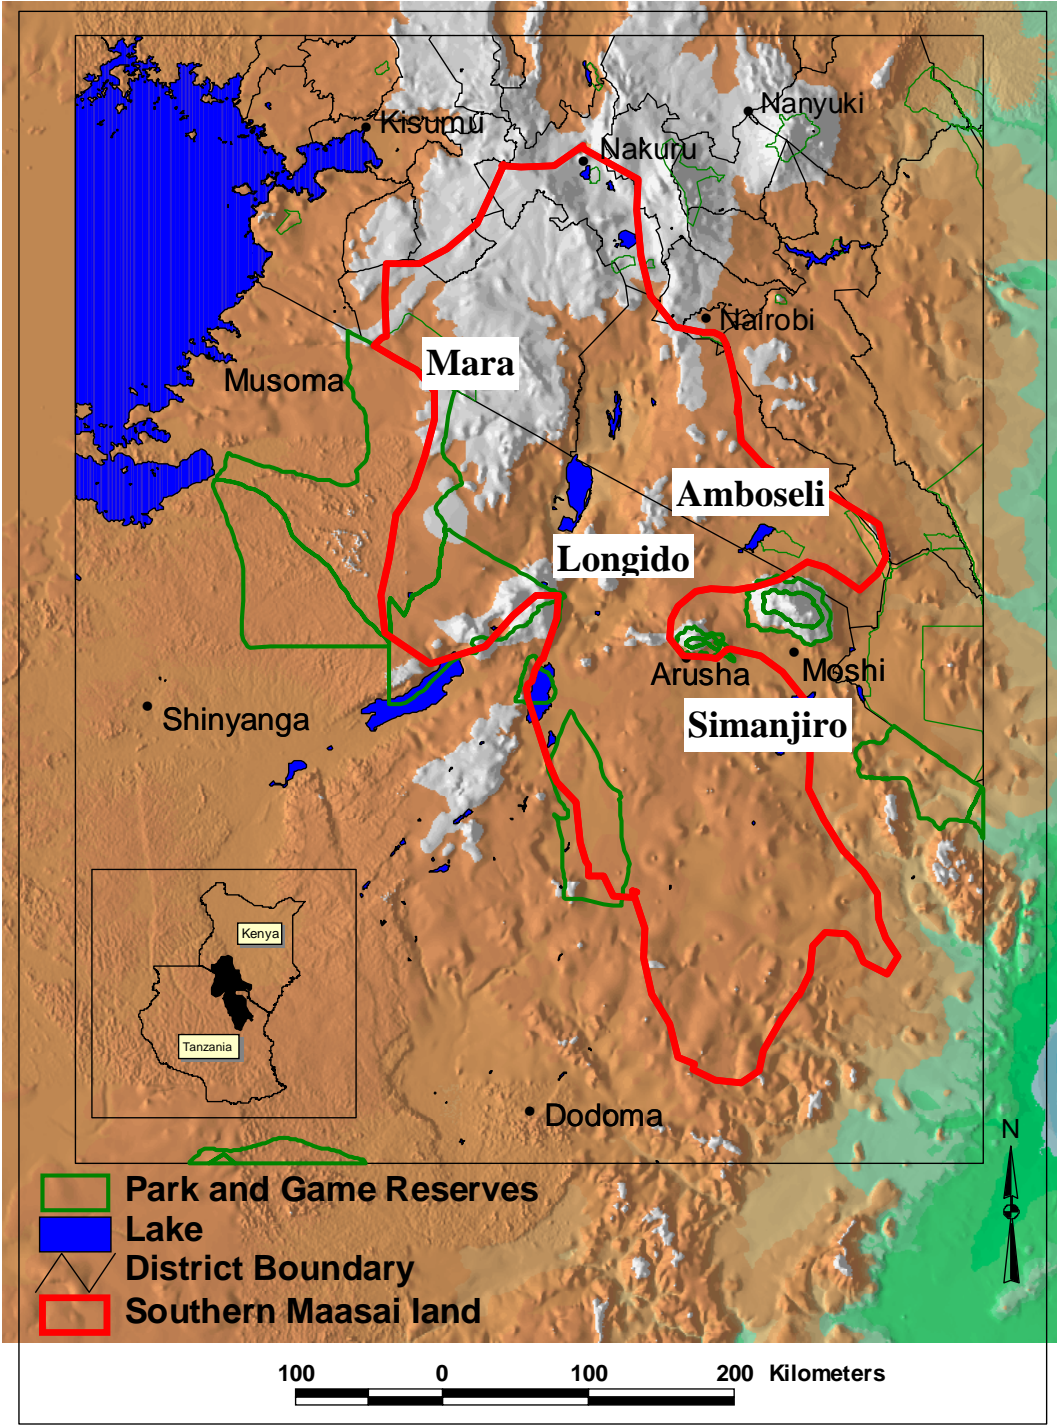 Nanyuki
Kisumu
Nakuru
Nairobi
Mara
Musoma
Amboseli
Longido
Arusha
Moshi
Shinyanga
Simanjiro
Kenya
Tanzania
Dodoma
N
Park and Game Reserves
Lake
District Boundary
Southern Maasai land
100 0 100 200 Kilometers